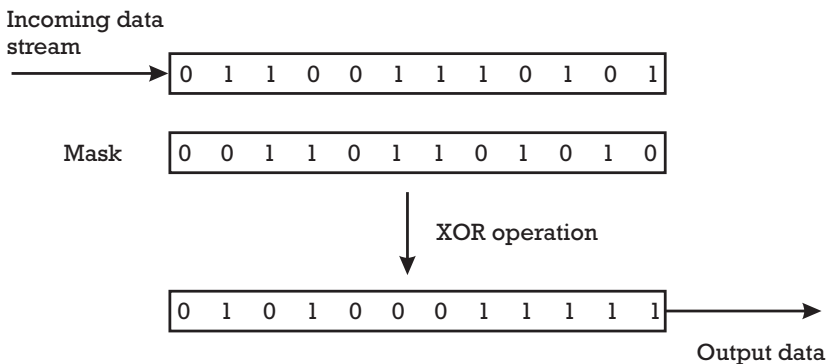 Incoming data
stream
0 1 1 0 0 1 1 1 0 1 0 1
Mask
0 0 1 1 0 1 1 0 1 0 1 0
XOR operation
0 1 0 1 0 0 0 1 1 1 1 1
Output data